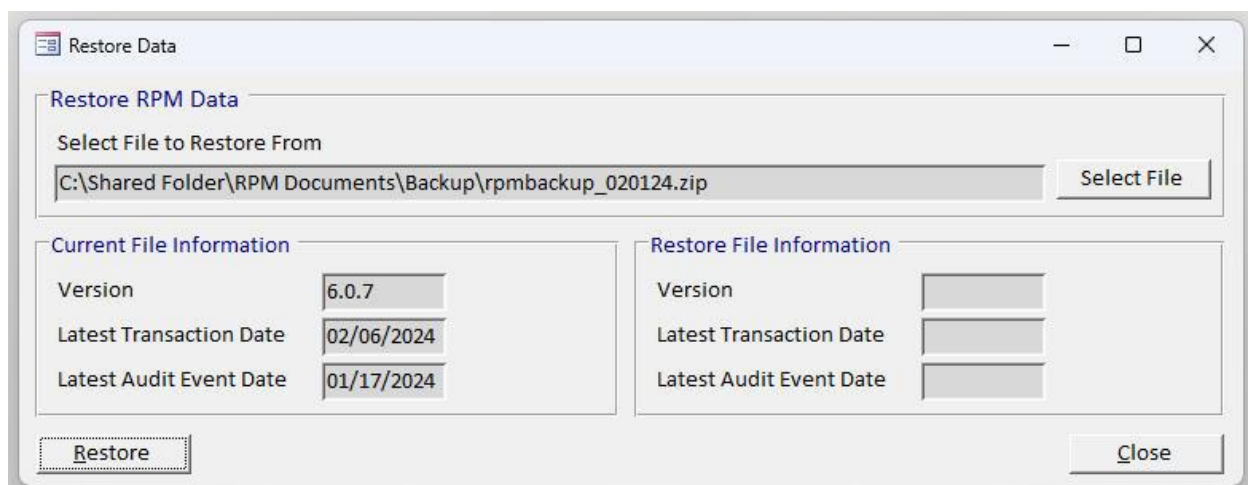 Restore Data
Restore RPM Data
Select File to Restore From
C:\Shared Folder\RPM Documents\Backup\rpmbackup_020124.zip
Select File
Current File Information
Version 6.0.7
Latest Transaction Date 02/06/2024
Latest Audit Event Date 01/17/2024
Restore File Information
Version
Latest Transaction Date
Latest Audit Event Date
Restore
Close